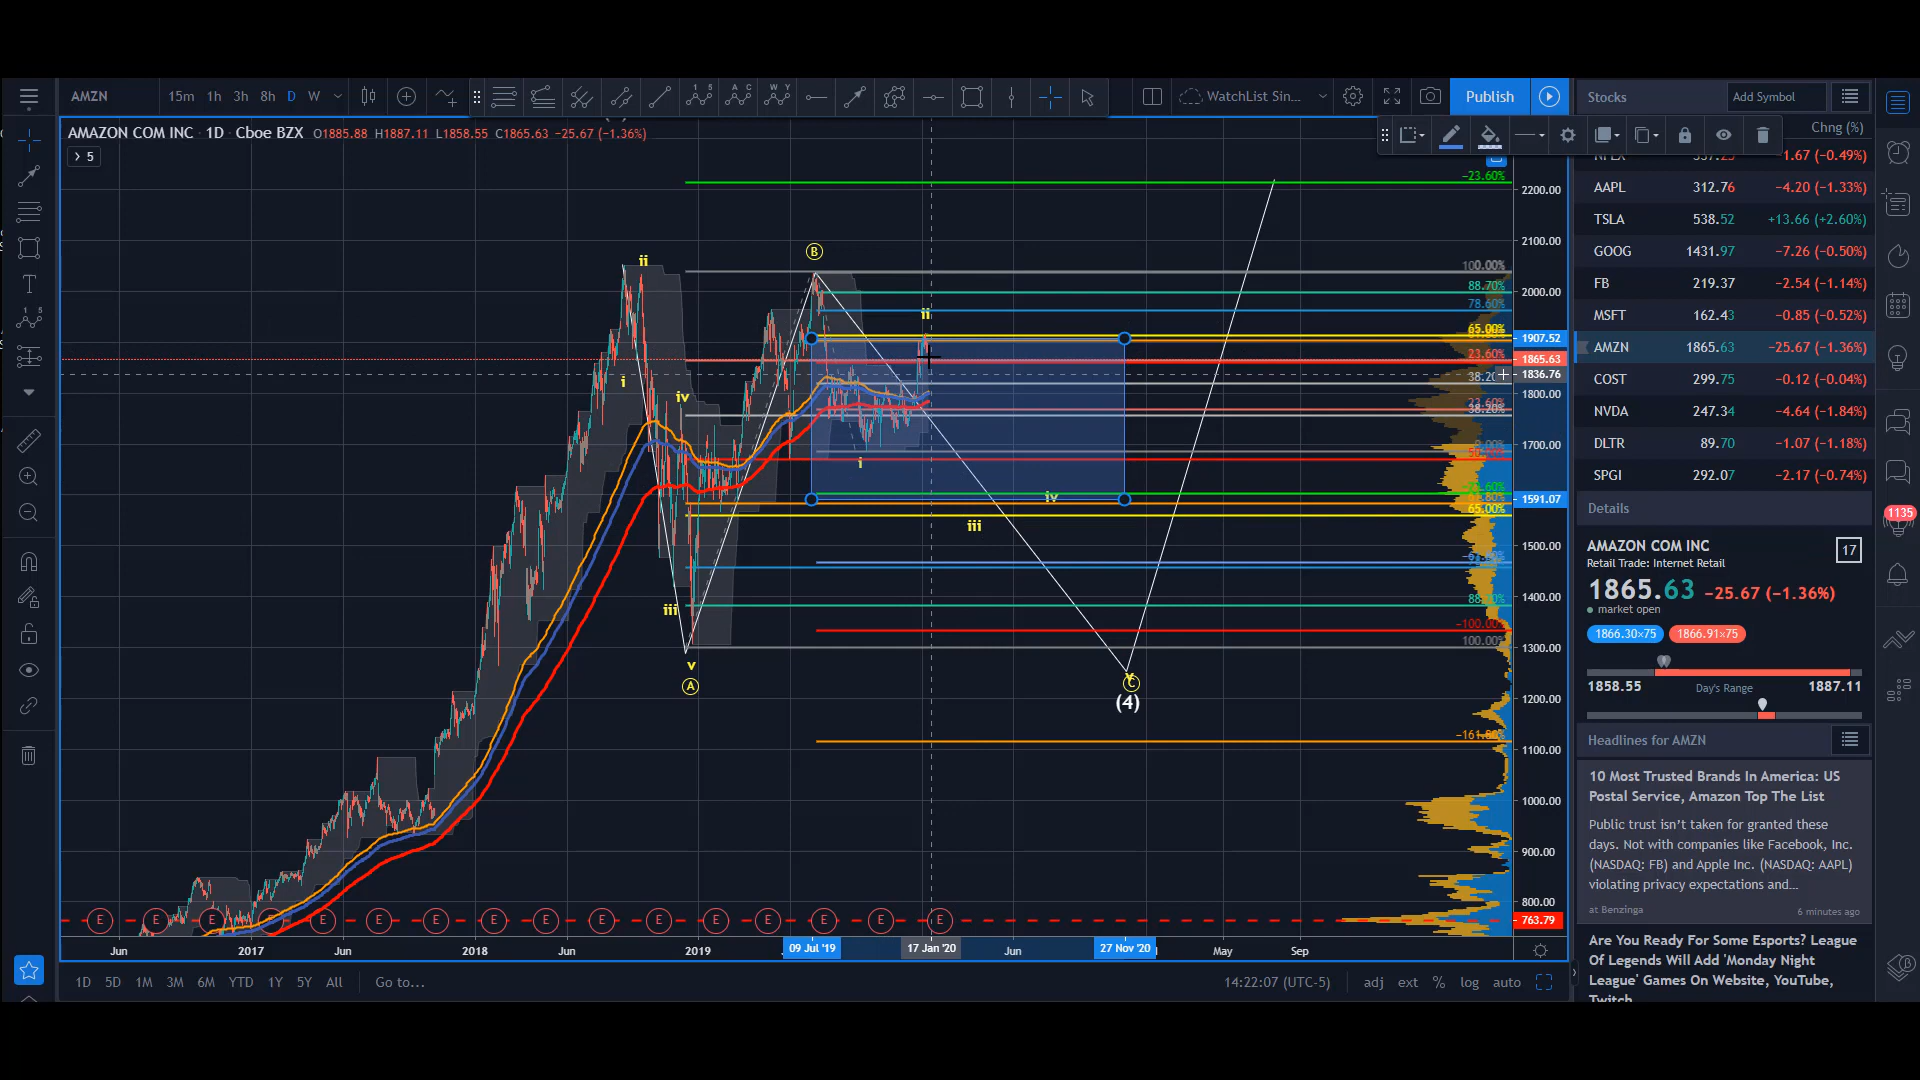 AMZN 15m 1h 3h 8h D W
WatchList Sin...
Publish
Stocks
Add Symbol
AMAZON COM INC · 1D · Cboe BZX O1885.88 H1887.11 L1858.55 C1865.63 −25.67 (−1.36%)
Chng (%)
> 5
−1.67 (−0.49%)
AAPL 312.76 −4.20 (−1.33%)
TSLA 538.52 +13.66 (+2.60%)
GOOG 1431.97 −7.26 (−0.50%)
FB 219.37 −2.54 (−1.14%)
MSFT 162.43 −0.85 (−0.52%)
AMZN 1865.63 −25.67 (−1.36%)
COST 299.75 −0.12 (−0.04%)
NVDA 247.34 −4.64 (−1.84%)
DLTR 89.70 −1.07 (−1.18%)
SPGI 292.07 −2.17 (−0.74%)
Details
AMAZON COM INC
17
Retail Trade: Internet Retail
1865.63 −25.67 (−1.36%)
market open
1866.30×75 1866.91×75
1858.55 Day's Range 1887.11
Headlines for AMZN
10 Most Trusted Brands In America: US
Postal Service, Amazon Top The List
Public trust isn't taken for granted these
days. Not with companies like Facebook, Inc.
(NASDAQ: FB) and Apple Inc. (NASDAQ: AAPL)
violating privacy expectations and...
at Benzinga 6 minutes ago
Are You Ready For Some Esports? League
Of Legends Will Add 'Monday Night
League' Games On Website, YouTube,
Twitch
1135
−23.60%
2200.00
2100.00
B
ii
88.70%
2000.00
78.60%
ii
65.00%
1907.52
23.60%
1865.63
1836.76
i
38.20%
iv
1800.00
23.60%
38.20%
1700.00
i
iv
1591.07
65.00%
iii
1500.00
1400.00
iii
−100.00%
100.00%
1300.00
v
A
C
(4)
1200.00
−161.80%
1100.00
1000.00
900.00
800.00
E E E E E E E E E E E E E E E E
763.79
Jun 2017 Jun 2018 Jun 2019 09 Jul '19 17 Jan '20 Jun 27 Nov '20 May Sep
1D 5D 1M 3M 6M YTD 1Y 5Y All Go to...
14:22:07 (UTC-5) adj ext % log auto